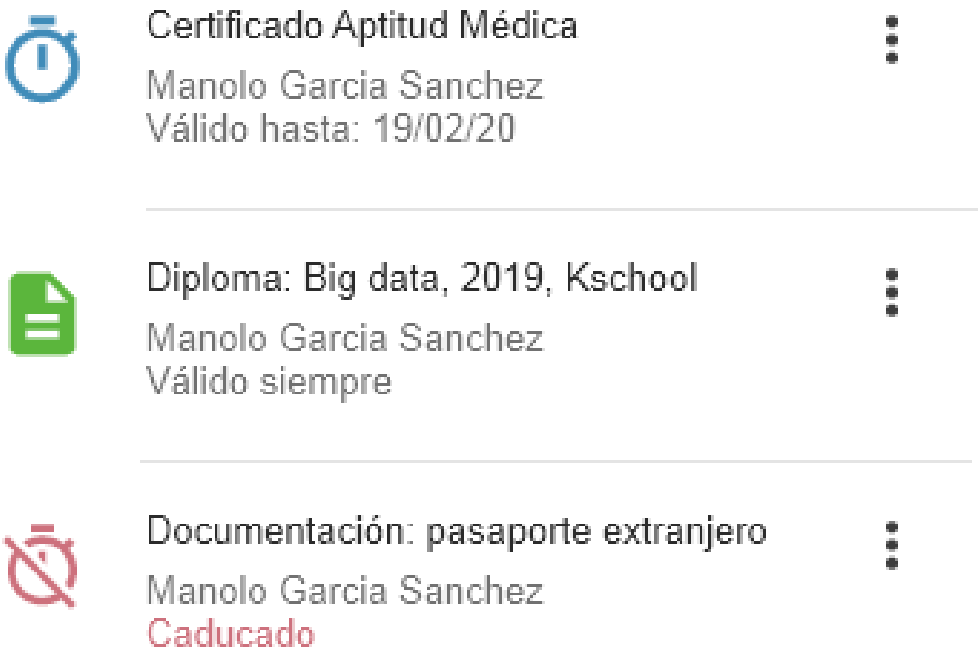 Certificado Aptitud Médica
Manolo Garcia Sanchez
Válido hasta: 19/02/20
Diploma: Big data, 2019, Kschool
Manolo Garcia Sanchez
Válido siempre
Documentación: pasaporte extranjero
Manolo Garcia Sanchez
Caducado